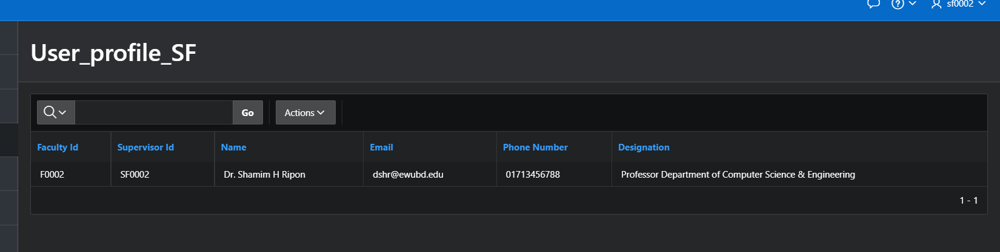 sf0002
User_profile_SF
Go Actions
Faculty Id Supervisor Id Name Email Phone Number Designation
F0002 SF0002 Dr. Shamim H Ripon dshr@ewubd.edu 01713456788 Professor Department of Computer Science & Engineering
1 - 1